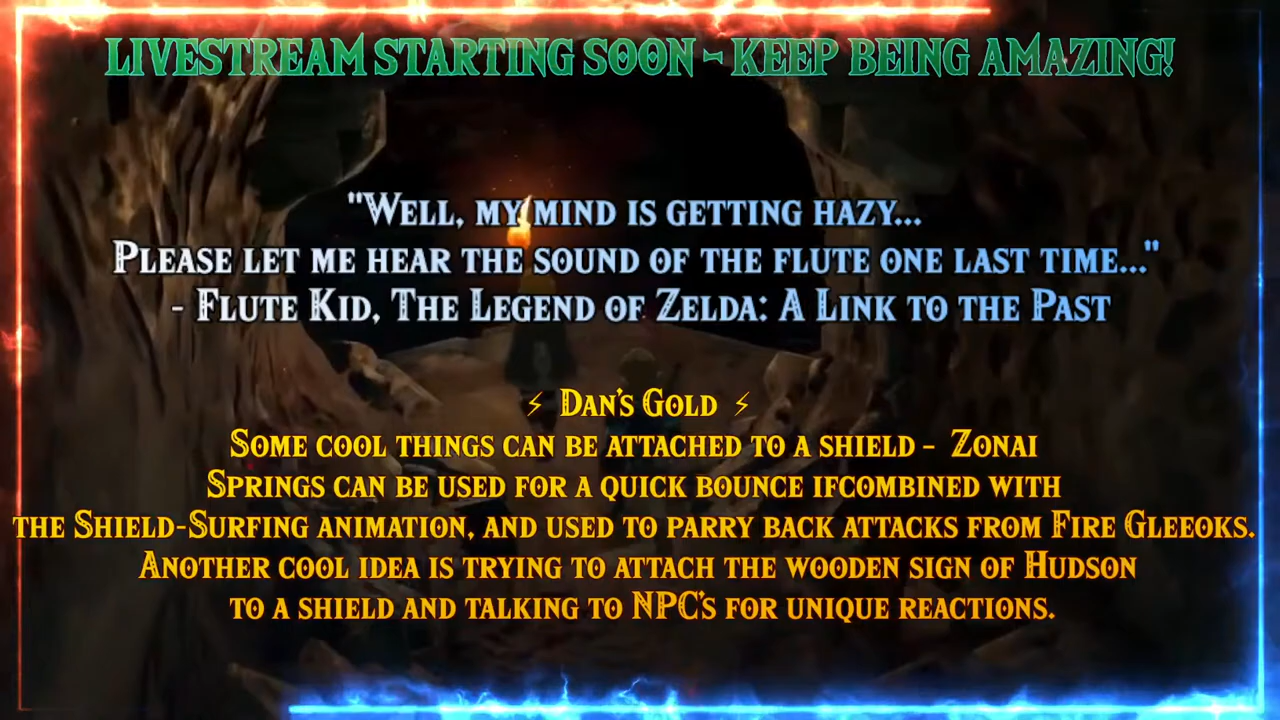 LIVESTREAM STARTING SOON - KEEP BEING AMAZING!
"Well, my mind is getting hazy...
Please let me hear the sound of the flute one last time..."
- Flute Kid, The Legend of Zelda: A Link to the Past
⚡ Dan's Gold ⚡
Some cool things can be attached to a shield - Zonai
Springs can be used for a quick bounce ifcombined with
the Shield-Surfing animation, and used to parry back attacks from Fire Gleeoks.
Another cool idea is trying to attach the wooden sign of Hudson
to a shield and talking to NPC's for unique reactions.